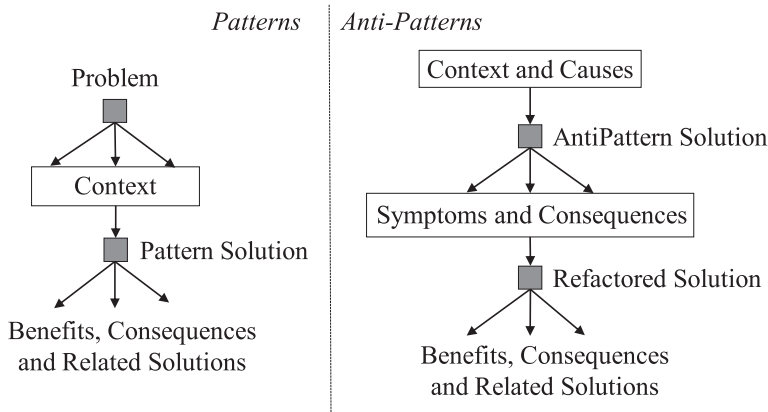 Patterns
Problem
Context
Pattern Solution
Benefits, Consequences
and Related Solutions
Anti-Patterns
Context and Causes
AntiPattern Solution
Symptoms and Consequences
Refactored Solution
Benefits, Consequences
and Related Solutions